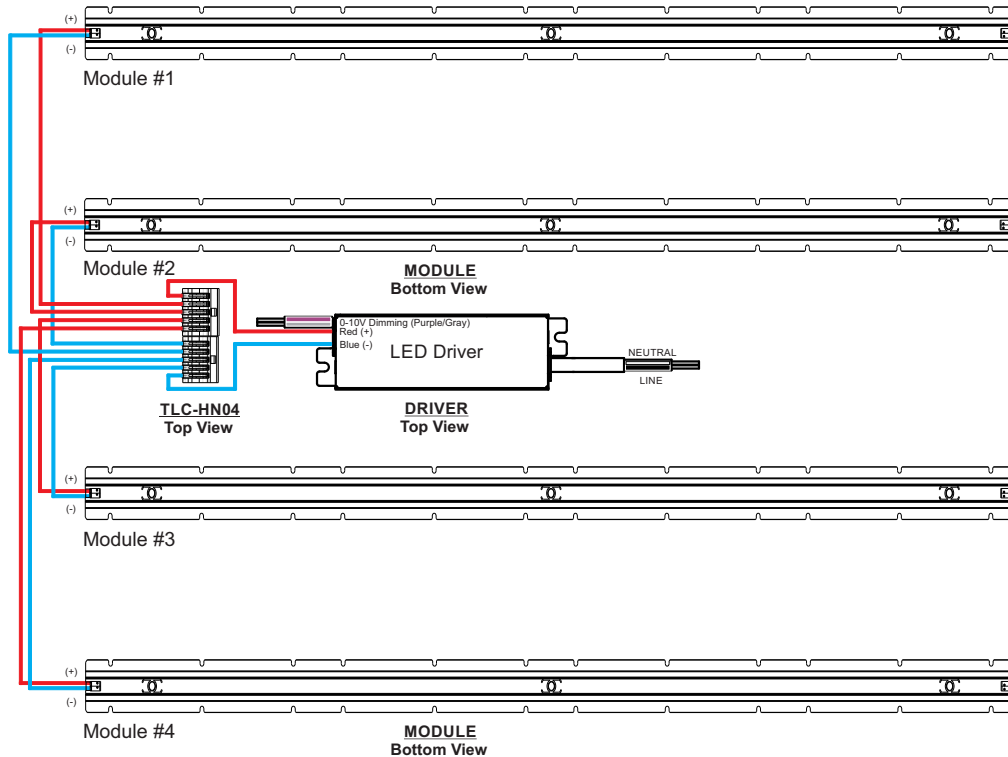 (+)
(-)
Module #1
(+)
(-)
Module #2
MODULE
Bottom View
0-10V Dimming (Purple/Gray)
Red (+)
Blue (-)
LED Driver
NEUTRAL
LINE
TLC-HN04
Top View
DRIVER
Top View
(+)
(-)
Module #3
(+)
(-)
Module #4
MODULE
Bottom View